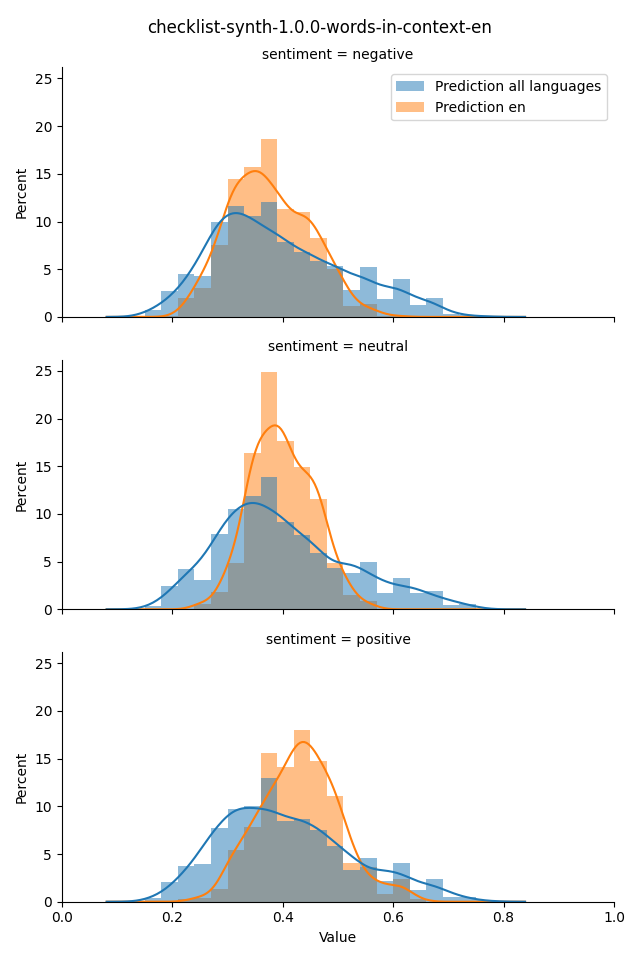 checklist-synth-1.0.0-words-in-context-en
sentiment = negative
Prediction all languages
Prediction en
25
20
15
10
5
0
Percent
sentiment = neutral
25
20
15
10
5
0
Percent
sentiment = positive
25
20
15
10
5
0
Percent
0.0 0.2 0.4 0.6 0.8 1.0
Value